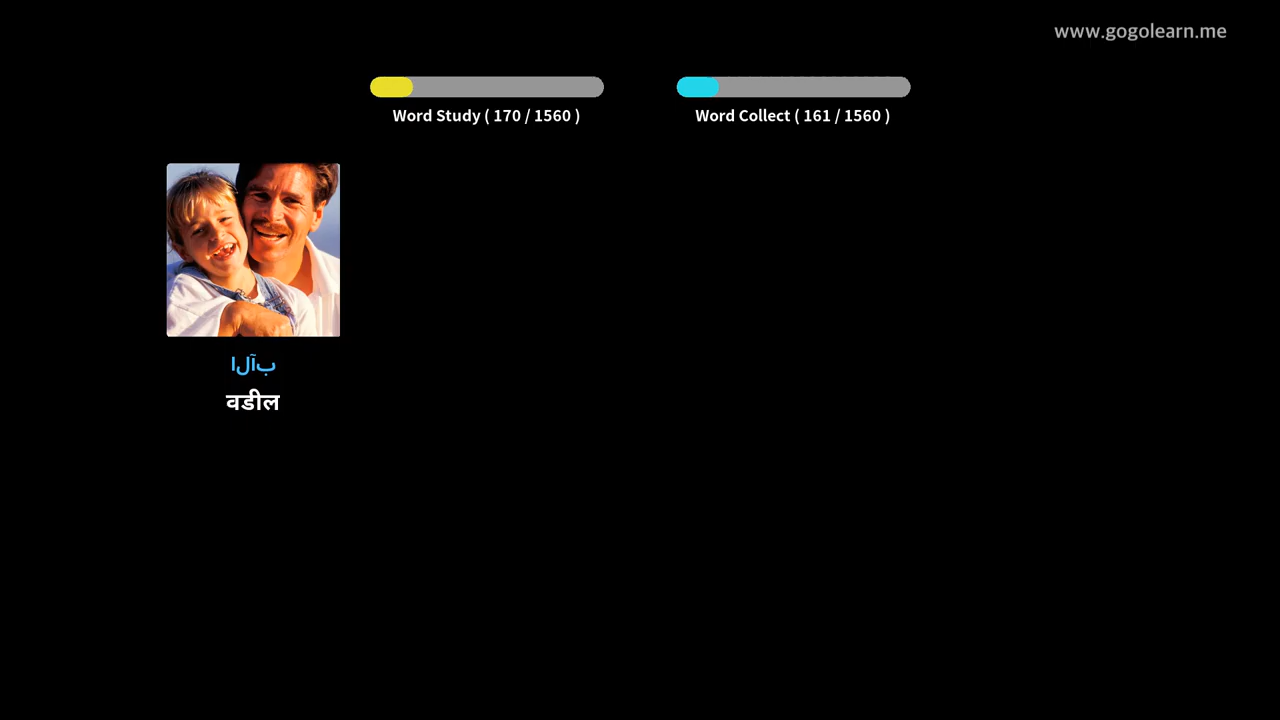 www.gogolearn.me
Word Study ( 170 / 1560 )
Word Collect ( 161 / 1560 )
بآلا
वडील